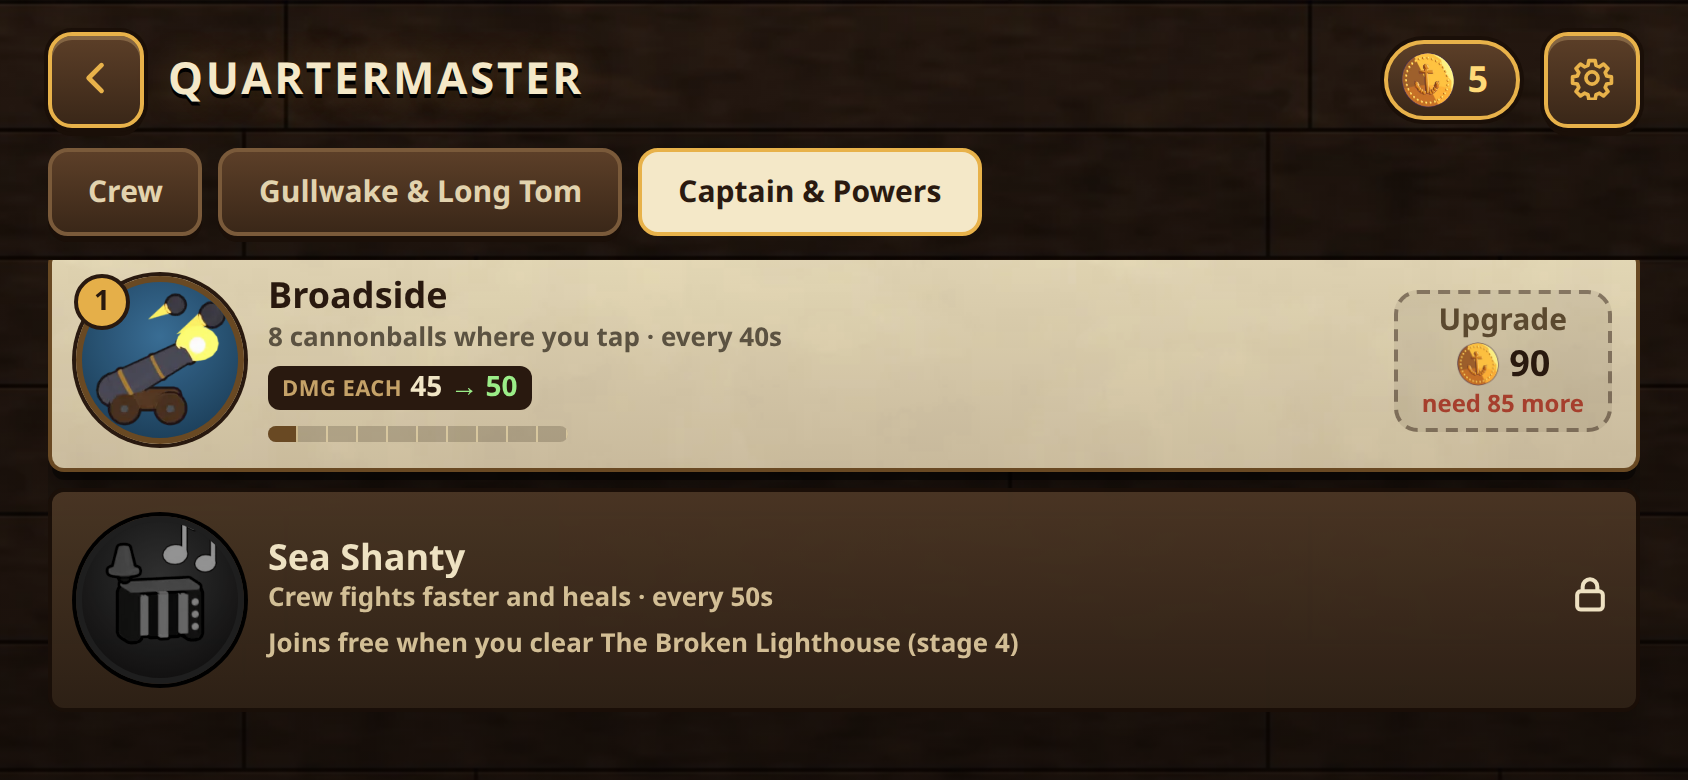 QUARTERMASTER
5
Crew
Gullwake & Long Tom
Captain & Powers
1
Broadside
8 cannonballs where you tap · every 40s
DMG EACH 45 → 50
Upgrade
90
need 85 more
Sea Shanty
Crew fights faster and heals · every 50s
Joins free when you clear The Broken Lighthouse (stage 4)